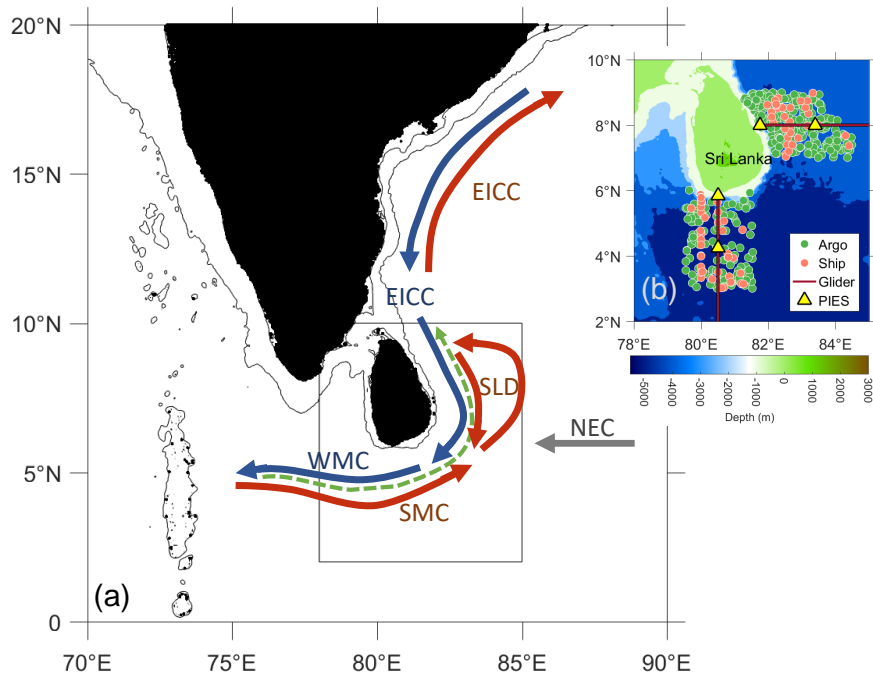 20°N
15°N
10°N
5°N
0
70°E
75°E
80°E
85°E
90°E
(a)
EICC
EICC
SLD
NEC
WMC
SMC
10°N
8°N
6°N
4°N
2°N
78°E
80°E
82°E
84°E
Sri Lanka
(b)
Argo
Ship
Glider
PIES
-5000
-4000
-3000
-2000
-1000
0
1000
2000
3000
Depth (m)